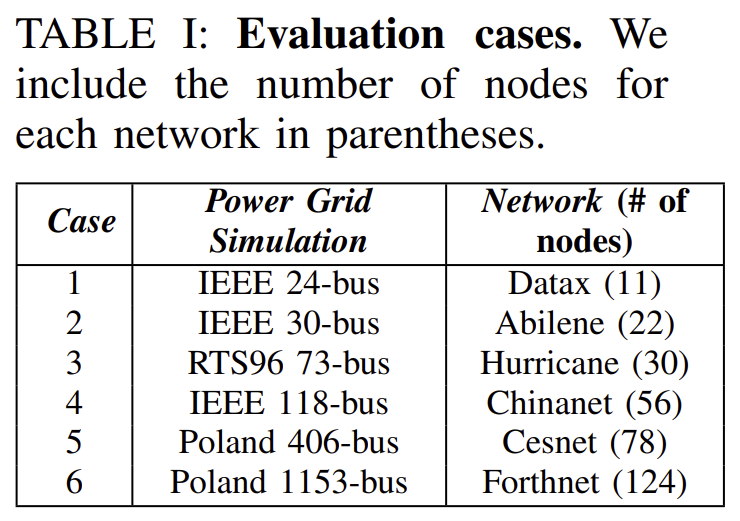 TABLE I: Evaluation cases. We
include the number of nodes for
each network in parentheses.
Case Power Grid Simulation Network (# of nodes)
1 IEEE 24-bus Datax (11)
2 IEEE 30-bus Abilene (22)
3 RTS96 73-bus Hurricane (30)
4 IEEE 118-bus Chinanet (56)
5 Poland 406-bus Cesnet (78)
6 Poland 1153-bus Forthnet (124)